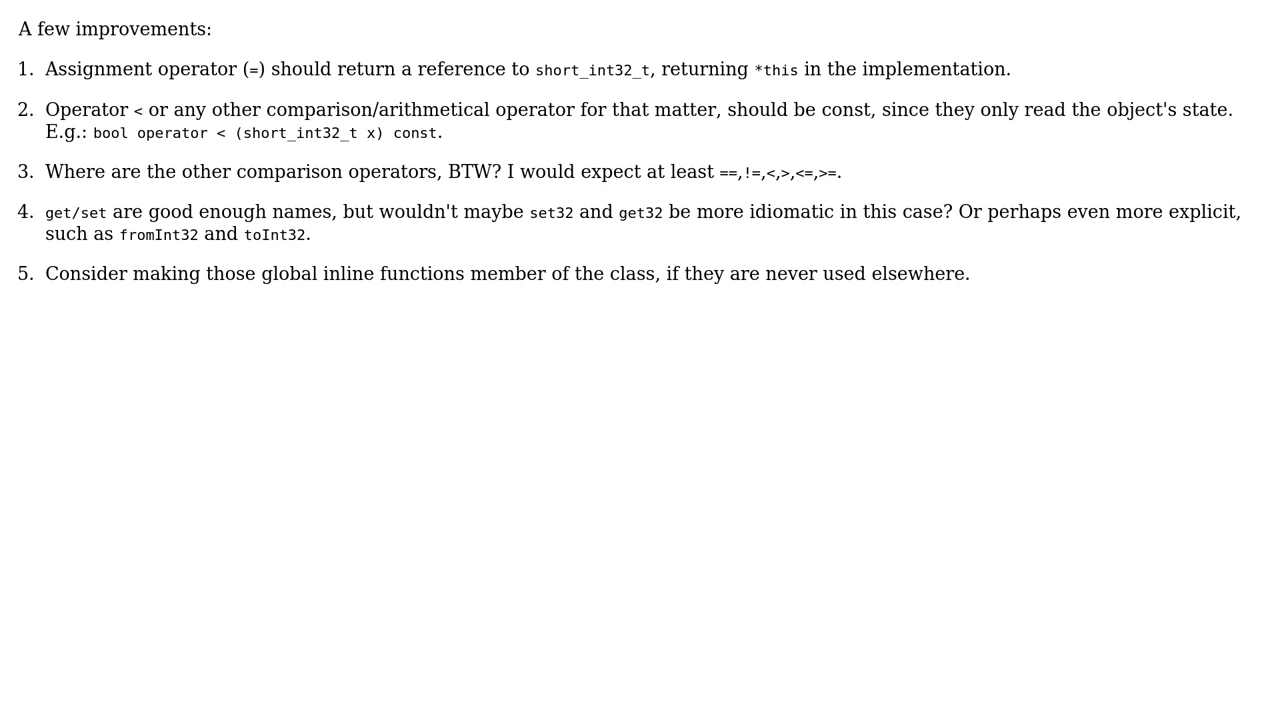 A few improvements:
1. Assignment operator (=) should return a reference to short_int32_t, returning *this in the implementation.
2. Operator < or any other comparison/arithmetical operator for that matter, should be const, since they only read the object's state.
E.g.: bool operator < (short_int32_t x) const.
3. Where are the other comparison operators, BTW? I would expect at least ==,!=,<,>,<=,>=.
4. get/set are good enough names, but wouldn't maybe set32 and get32 be more idiomatic in this case? Or perhaps even more explicit,
such as fromInt32 and toInt32.
5. Consider making those global inline functions member of the class, if they are never used elsewhere.